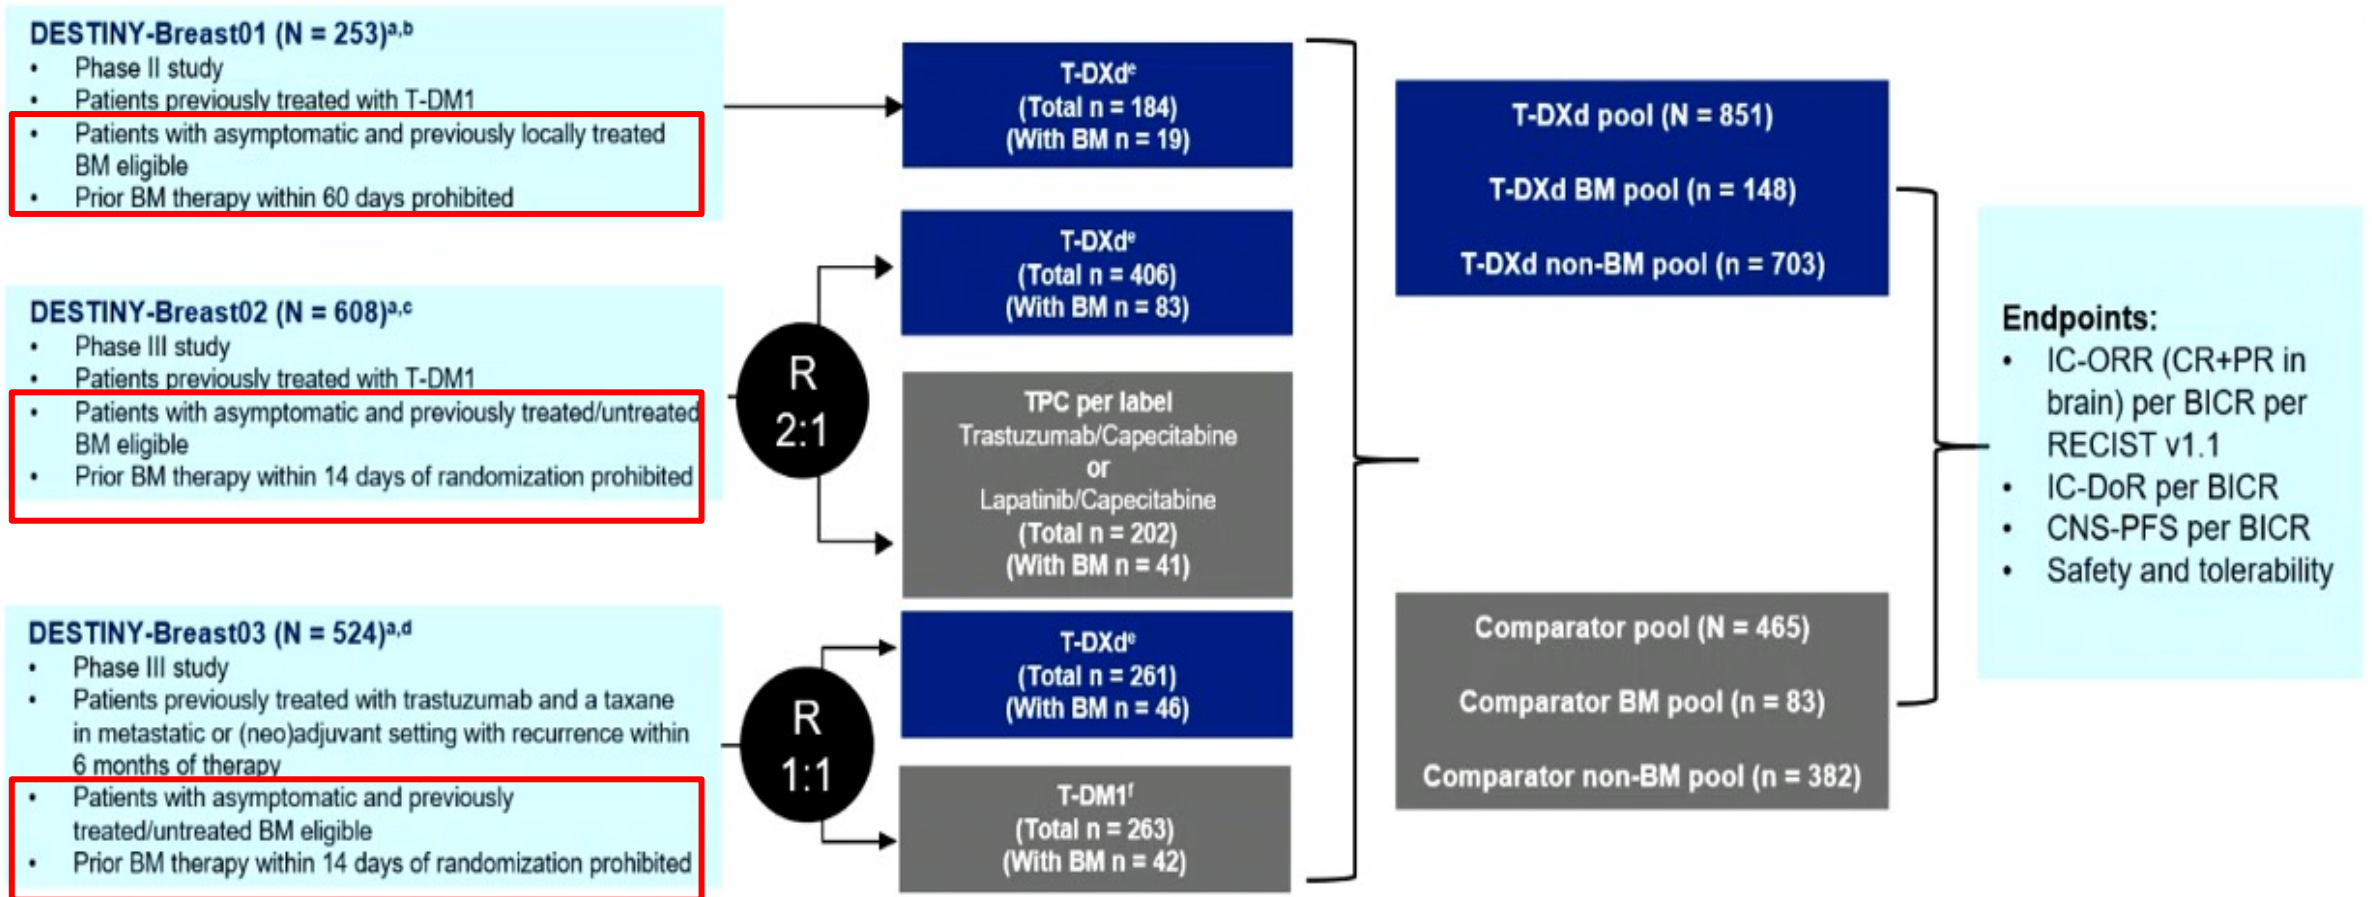 DESTINY-Breast01 (N = 253)a,b
• Phase II study
• Patients previously treated with T-DM1
• Patients with asymptomatic and previously locally treated
BM eligible
• Prior BM therapy within 60 days prohibited
DESTINY-Breast02 (N = 608)a,c
• Phase III study
• Patients previously treated with T-DM1
• Patients with asymptomatic and previously treated/untreated
BM eligible
• Prior BM therapy within 14 days of randomization prohibited
DESTINY-Breast03 (N = 524)a,d
• Phase III study
• Patients previously treated with trastuzumab and a taxane
in metastatic or (neo)adjuvant setting with recurrence within
6 months of therapy
• Patients with asymptomatic and previously
treated/untreated BM eligible
• Prior BM therapy within 14 days of randomization prohibited
R
2:1
R
1:1
T-DXde
(Total n = 184)
(With BM n = 19)
T-DXde
(Total n = 406)
(With BM n = 83)
TPC per label
Trastuzumab/Capecitabine
or
Lapatinib/Capecitabine
(Total n = 202)
(With BM n = 41)
T-DXde
(Total n = 261)
(With BM n = 46)
T-DM1f
(Total n = 263)
(With BM n = 42)
T-DXd pool (N = 851)
T-DXd BM pool (n = 148)
T-DXd non-BM pool (n = 703)
Comparator pool (N = 465)
Comparator BM pool (n = 83)
Comparator non-BM pool (n = 382)
Endpoints:
• IC-ORR (CR+PR in
brain) per BICR per
RECIST v1.1
• IC-DoR per BICR
• CNS-PFS per BICR
• Safety and tolerability